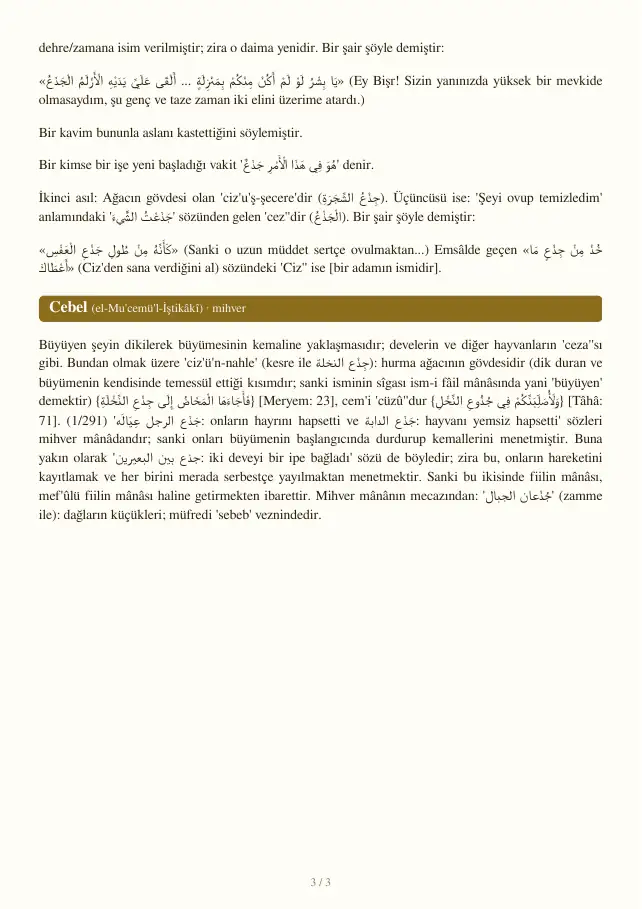 dehre/zamana isim verilmiştir; zira o daima yenidir. Bir şair şöyle demiştir:
«يَا بِشْرُ لَوْ لَمْ أَكُنْ مِنْكُمْ بِمَنْزِلَةٍ ... أَلْقَى عَلَيَّ يَدَيْهِ الْأَزْلَمُ الْجَذَعُ» (Ey Bişr! Sizin yanınızda yüksek bir mevkide
olmasaydım, şu genç ve taze zaman iki elini üzerime atardı.)
Bir kavim bununla aslanı kastettiğini söylemiştir.
Bir kimse bir işe yeni başladığı vakit 'هُوَ فِي هَذَا الْأَمْرِ جَذَعٌ' denir.
İkinci asıl: Ağacın gövdesi olan 'ciz'u'ş-şecere'dir (جِذْعُ الشَّجَرَةِ). Üçüncüsü ise: 'Şeyi ovup temizledim'
anlamındaki 'جَذَعْتُ الشَّيْءَ' sözünden gelen 'cez''dir (الْجَذْعُ). Bir şair şöyle demiştir:
«كَأَنَّهُ مِنْ طُولِ جَذْعِ الْعَفْسِ» (Sanki o uzun müddet sertçe ovulmaktan...) Emsâlde geçen «خُذْ مِنْ جِذْعٍ مَا
أَعْطَاكَ» (Ciz'den sana verdiğini al) sözündeki 'Ciz'' ise [bir adamın ismidir].
Cebel (el-Mu'cemü'l-İştikâkî) · mihver
Büyüyen şeyin dikilerek büyümesinin kemaline yaklaşmasıdır; develerin ve diğer hayvanların 'ceza''sı
gibi. Bundan olmak üzere 'ciz'ü'n-nahle' (kesre ile جِذع النخلة): hurma ağacının gövdesidir (dik duran ve
büyümenin kendisinde temessül ettiği kısımdır; sanki isminin sîgası ism-i fâil mânâsında yani 'büyüyen'
demektir) {فَأَجَاءَهَا الْمَخَاضُ إِلَى جِذْعِ النَّخْلَةِ} [Meryem: 23], cem'i 'cüzû''dur {وَلَأُصَلِّبَنَّكُمْ فِي جُذُوعِ النَّخْلِ} [Tâhâ:
71]. (1/291) 'جَذع الرجل عِيَالَه: onların hayrını hapsetti ve جَذع الدابة: hayvanı yemsiz hapsetti' sözleri
mihver mânâdandır; sanki onları büyümenin başlangıcında durdurup kemallerini menetmiştir. Buna
yakın olarak 'جذع بين البعيرين: iki deveyi bir ipe bağladı' sözü de böyledir; zira bu, onların hareketini
kayıtlamak ve her birini merada serbestçe yayılmaktan menetmektir. Sanki bu ikisinde fiilin mânâsı,
mef'ûlü fiilin mânâsı haline getirmekten ibarettir. Mihver mânânın mecazından: 'جُذْعان الجبال' (zamme
ile): dağların küçükleri; müfredi 'sebeb' veznindedir.
3 / 3